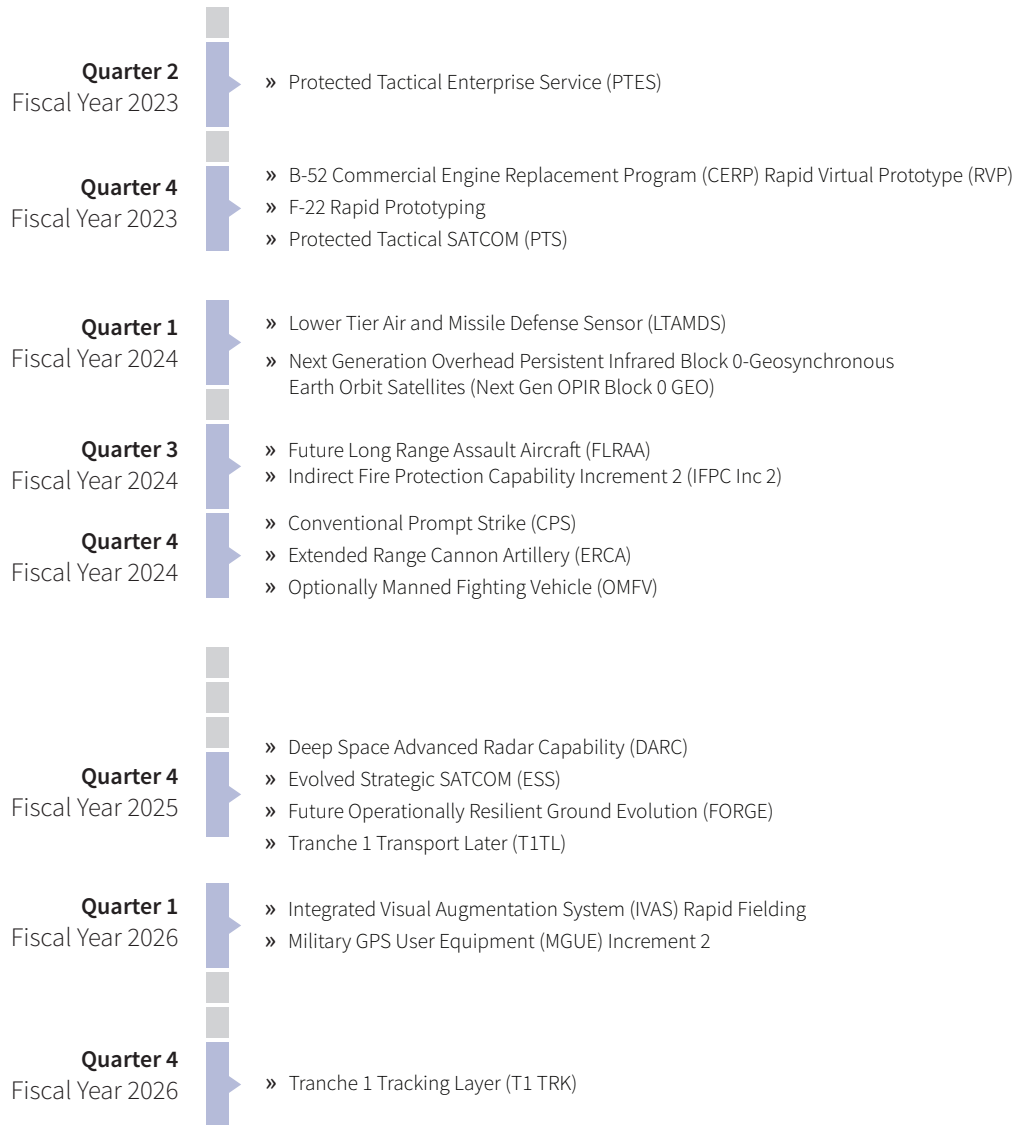 Quarter 2
Fiscal Year 2023
» Protected Tactical Enterprise Service (PTES)
Quarter 4
Fiscal Year 2023
» B-52 Commercial Engine Replacement Program (CERP) Rapid Virtual Prototype (RVP)
» F-22 Rapid Prototyping
» Protected Tactical SATCOM (PTS)
Quarter 1
Fiscal Year 2024
» Lower Tier Air and Missile Defense Sensor (LTAMDS)
» Next Generation Overhead Persistent Infrared Block 0-Geosynchronous
Earth Orbit Satellites (Next Gen OPIR Block 0 GEO)
Quarter 3
Fiscal Year 2024
» Future Long Range Assault Aircraft (FLRAA)
» Indirect Fire Protection Capability Increment 2 (IFPC Inc 2)
Quarter 4
Fiscal Year 2024
» Conventional Prompt Strike (CPS)
» Extended Range Cannon Artillery (ERCA)
» Optionally Manned Fighting Vehicle (OMFV)
Quarter 4
Fiscal Year 2025
» Deep Space Advanced Radar Capability (DARC)
» Evolved Strategic SATCOM (ESS)
» Future Operationally Resilient Ground Evolution (FORGE)
» Tranche 1 Transport Later (T1TL)
Quarter 1
Fiscal Year 2026
» Integrated Visual Augmentation System (IVAS) Rapid Fielding
» Military GPS User Equipment (MGUE) Increment 2
Quarter 4
Fiscal Year 2026
» Tranche 1 Tracking Layer (T1 TRK)